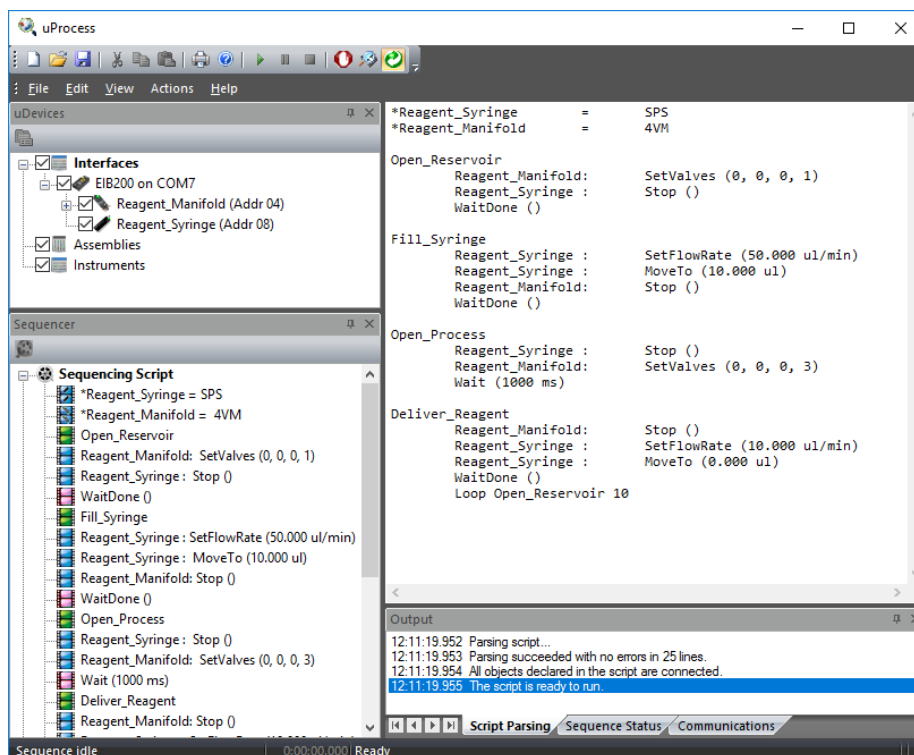 uProcess
File Edit View Actions Help
uDevices
Interfaces
EIB200 on COM7
Reagent_Manifold (Addr 04)
Reagent_Syringe (Addr 08)
Assemblies
Instruments
Sequencer
Sequencing Script
*Reagent_Syringe = SPS
*Reagent_Manifold = 4VM
Open_Reservoir
Reagent_Manifold: SetValves (0, 0, 0, 1)
Reagent_Syringe : Stop ()
WaitDone ()
Fill_Syringe
Reagent_Syringe : SetFlowRate (50.000 ul/min)
Reagent_Syringe : MoveTo (10.000 ul)
Reagent_Manifold: Stop ()
WaitDone ()
Open_Process
Reagent_Syringe : Stop ()
Reagent_Manifold: SetValves (0, 0, 0, 3)
Wait (1000 ms)
Deliver_Reagent
Reagent_Manifold: Stop ()
*Reagent_Syringe = SPS
*Reagent_Manifold = 4VM
Open_Reservoir
Reagent_Manifold: SetValves (0, 0, 0, 1)
Reagent_Syringe : Stop ()
WaitDone ()
Fill_Syringe
Reagent_Syringe : SetFlowRate (50.000 ul/min)
Reagent_Syringe : MoveTo (10.000 ul)
Reagent_Manifold: Stop ()
WaitDone ()
Open_Process
Reagent_Syringe : Stop ()
Reagent_Manifold: SetValves (0, 0, 0, 3)
Wait (1000 ms)
Deliver_Reagent
Reagent_Manifold: Stop ()
Reagent_Syringe : SetFlowRate (10.000 ul/min)
Reagent_Syringe : MoveTo (0.000 ul)
WaitDone ()
Loop Open_Reservoir 10
Output
12:11:19.952 Parsing script...
12:11:19.953 Parsing succeeded with no errors in 25 lines.
12:11:19.954 All objects declared in the script are connected.
12:11:19.955 The script is ready to run.
Script Parsing Sequence Status Communications
Sequence idle 0:00:00.000 Ready